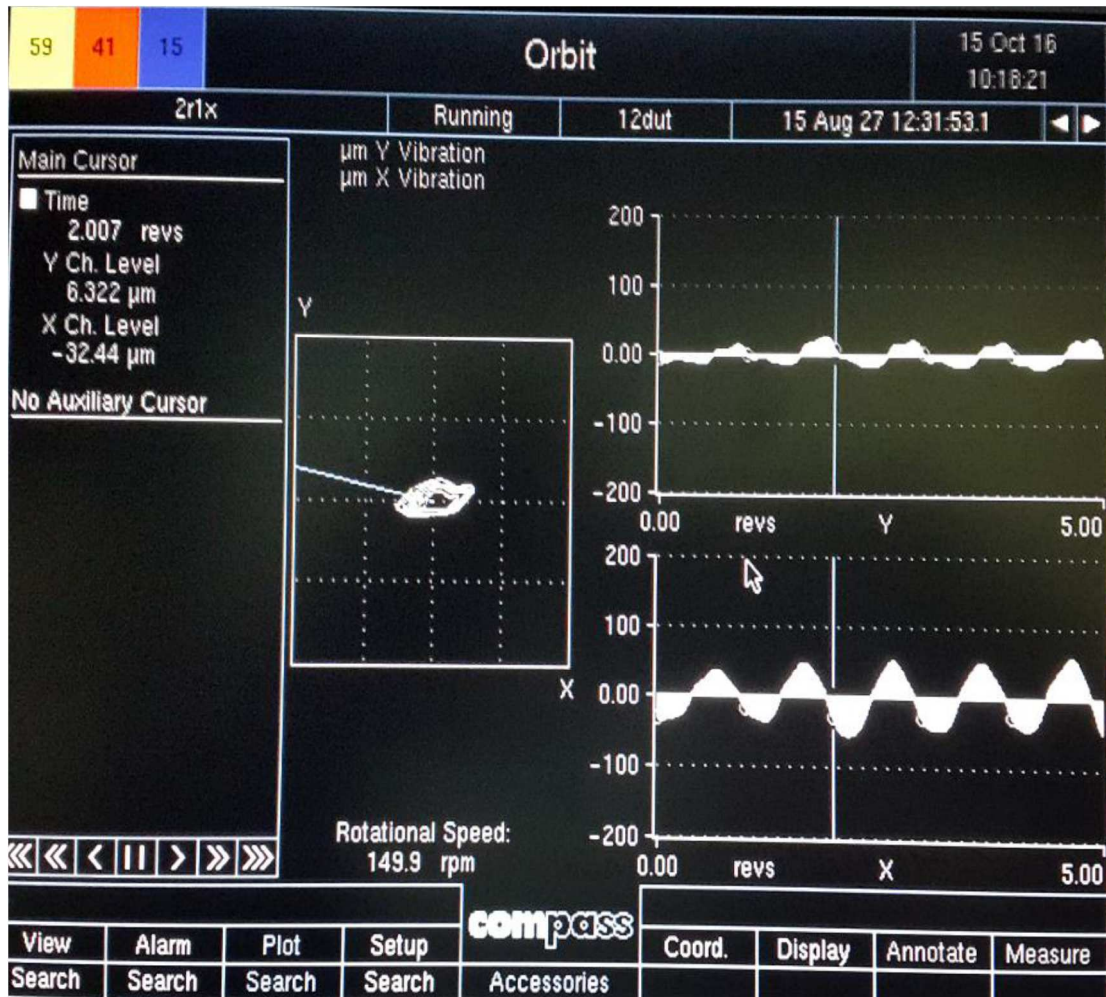 59 41 15 Orbit 15 Oct 16
10:18:21
2r1x Running 12dut 15 Aug 27 12:31:53.1
Main Cursor
Time
2.007 revs
Y Ch. Level
6.322 µm
X Ch. Level
-32.44 µm
No Auxiliary Cursor
µm Y Vibration
µm X Vibration
Y
X
Rotational Speed:
149.9 rpm
200
100
0.00
-100
-200
0.00 revs Y 5.00
200
100
0.00
-100
-200
0.00 revs X 5.00
compass
View Alarm Plot Setup Coord. Display Annotate Measure
Search Search Search Search Accessories